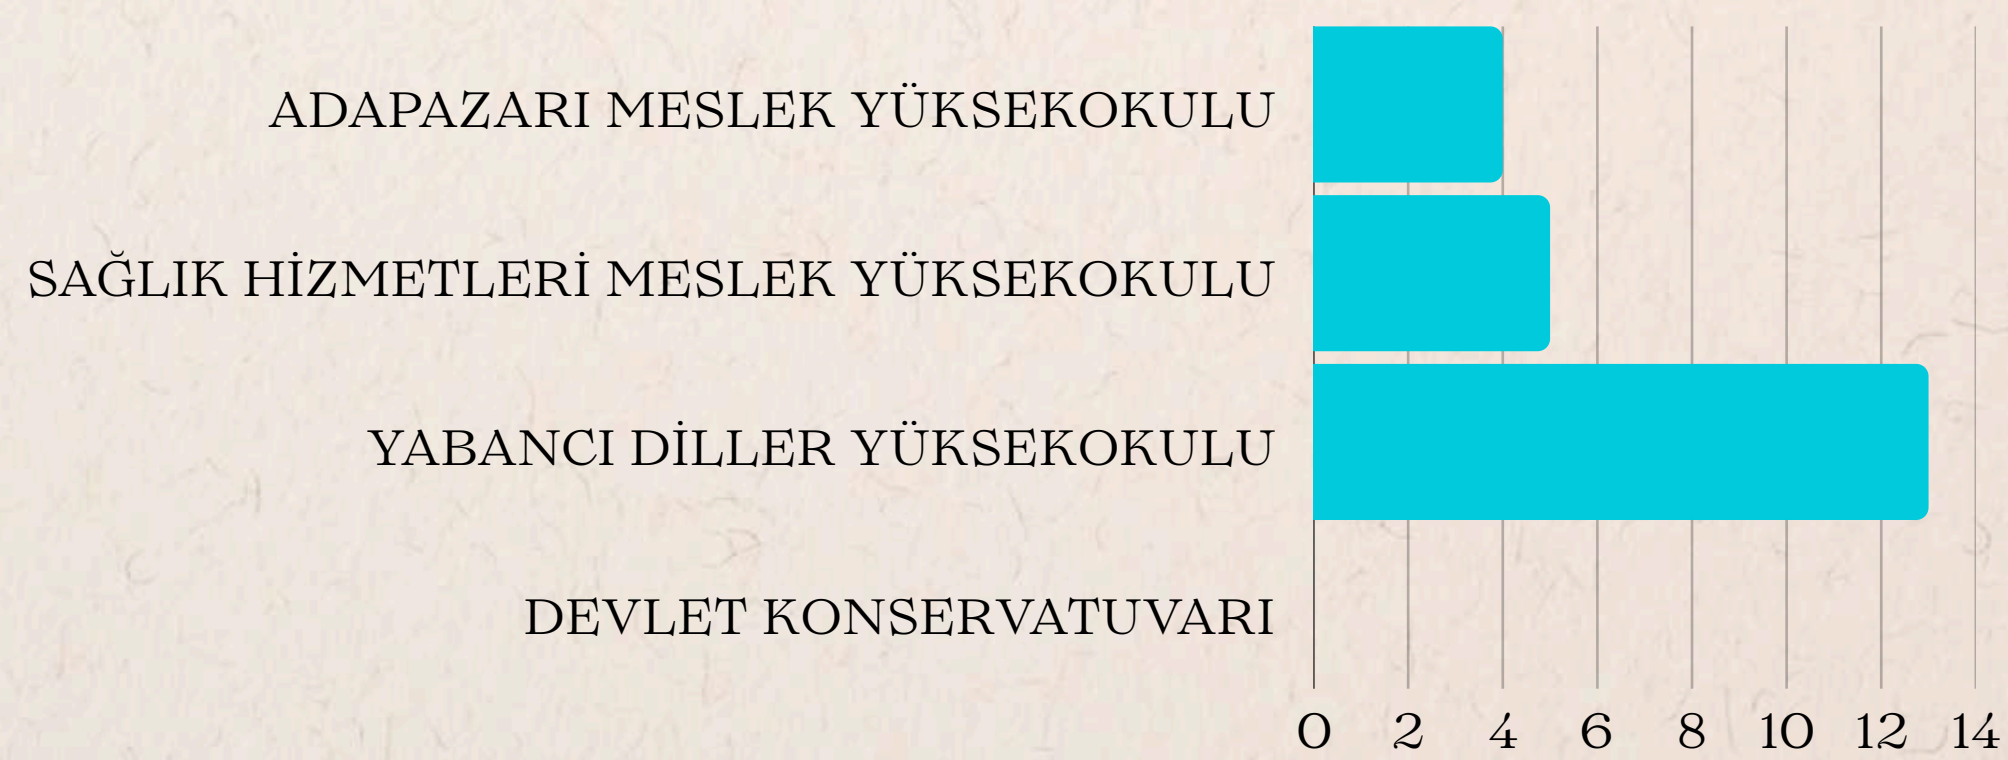 ADAPAZARI MESLEK YÜKSEKOKULU
SAĞLIK HİZMETLERİ MESLEK YÜKSEKOKULU
YABANCI DİLLER YÜKSEKOKULU
DEVLET KONSERVATUVARI
0 2 4 6 8 10 12 14